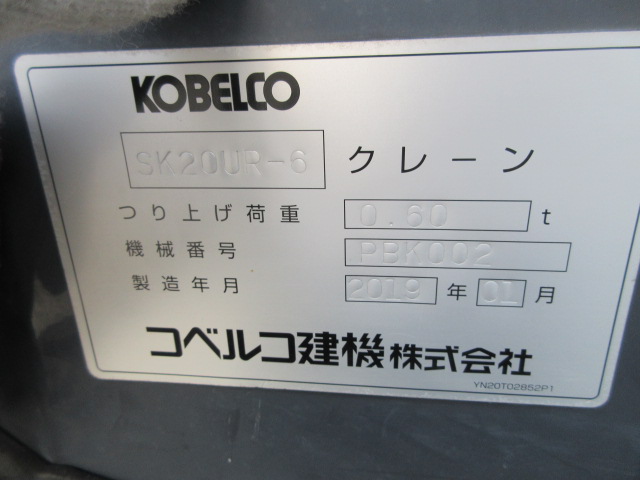 KOBELCO
SK20UR-6 クレーン
つり上げ荷重 0.60 t
機械番号 PBK002
製造年月 2019 年 01 月
コベルコ建機株式会社
YN20T02852P1